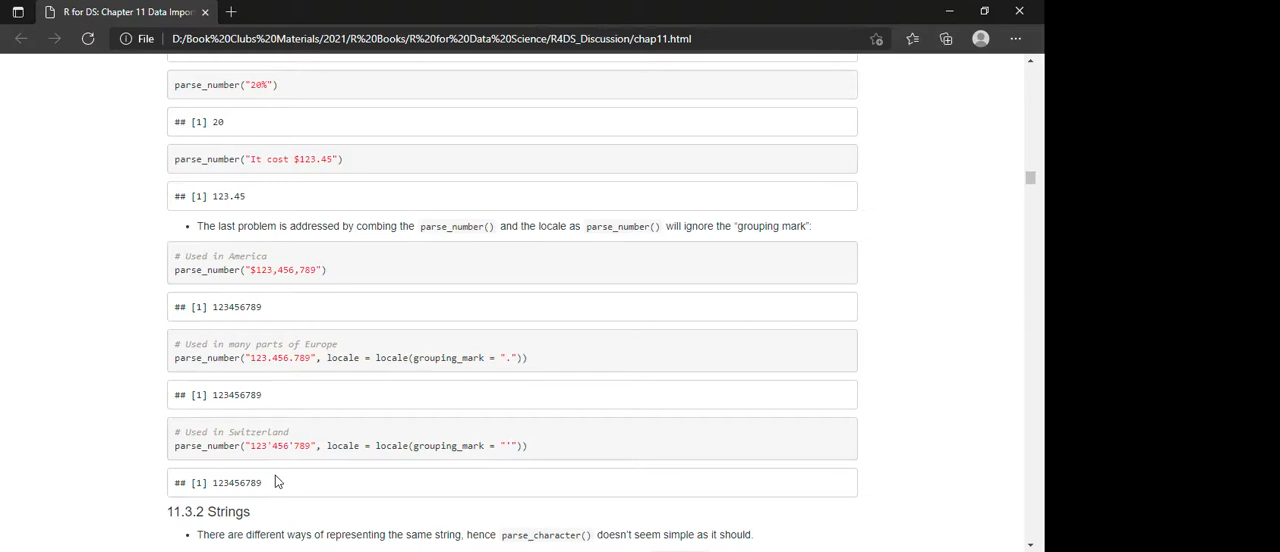 R for DS: Chapter 11 Data Impor
File D:/Book%20Clubs%20Materials/2021/R%20Books/R%20for%20Data%20Science/R4DS_Discussion/chap11.html
parse_number("20%")
## [1] 20
parse_number("It cost $123.45")
## [1] 123.45
• The last problem is addressed by combing the parse_number() and the locale as parse_number() will ignore the “grouping mark”:
# Used in America
parse_number("$123,456,789")
## [1] 123456789
# Used in many parts of Europe
parse_number("123.456.789", locale = locale(grouping_mark = "."))
## [1] 123456789
# Used in Switzerland
parse_number("123'456'789", locale = locale(grouping_mark = "'"))
## [1] 123456789
11.3.2 Strings
• There are different ways of representing the same string, hence parse_character() doesn’t seem simple as it should.